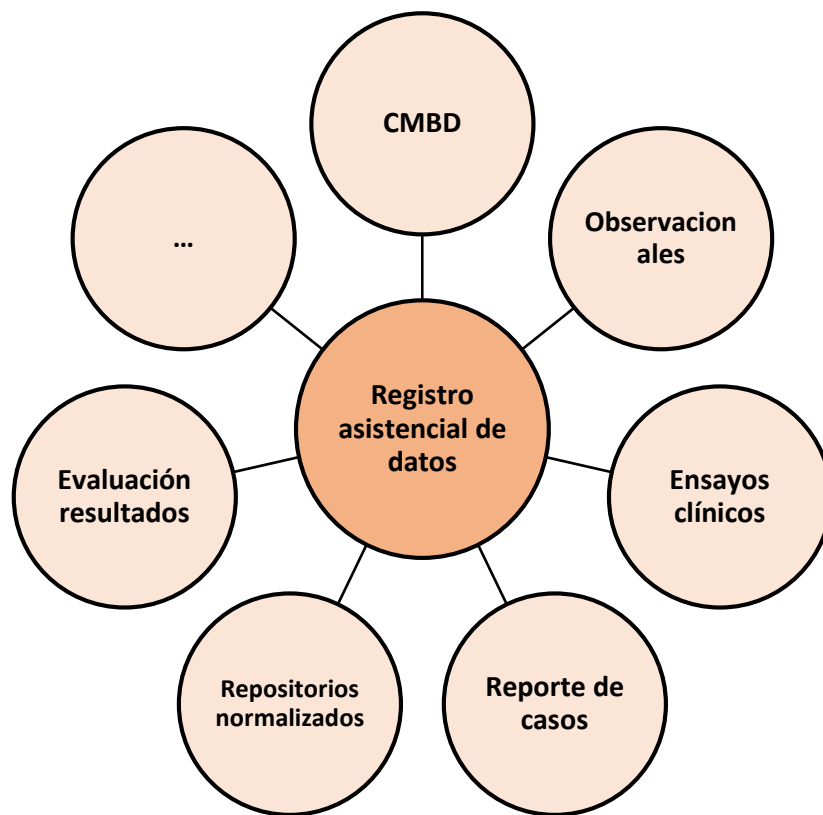 CMBD
Observacion
ales
...
Registro
asistencial de
datos
Evaluación
resultados
Ensayos
clínicos
Repositorios
normalizados
Reporte de
casos